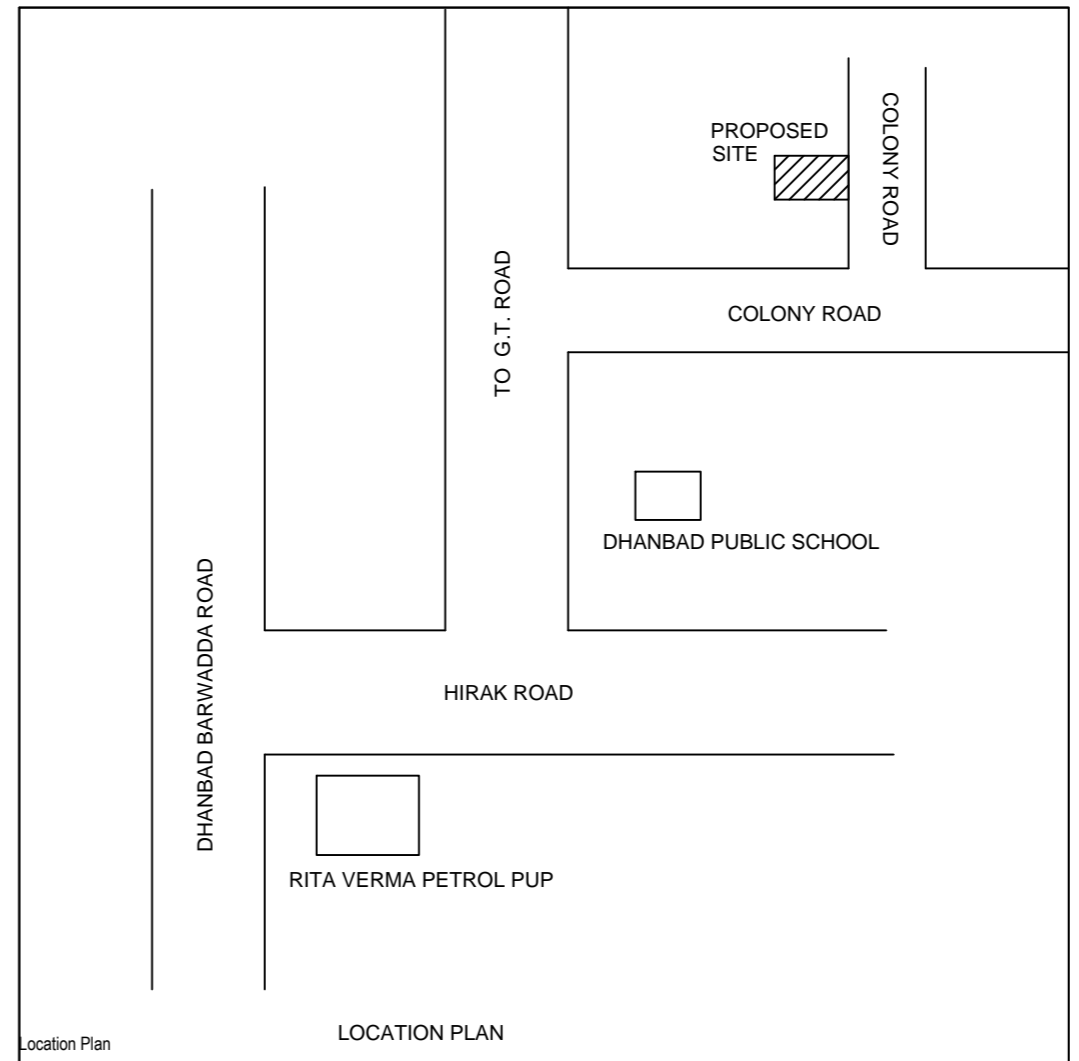 PROPOSED
SITE
COLONY ROAD
TO G.T. ROAD
COLONY ROAD
DHANBAD PUBLIC SCHOOL
DHANBAD BARWADDA ROAD
HIRAK ROAD
RITA VERMA PETROL PUP
LOCATION PLAN
Location Plan